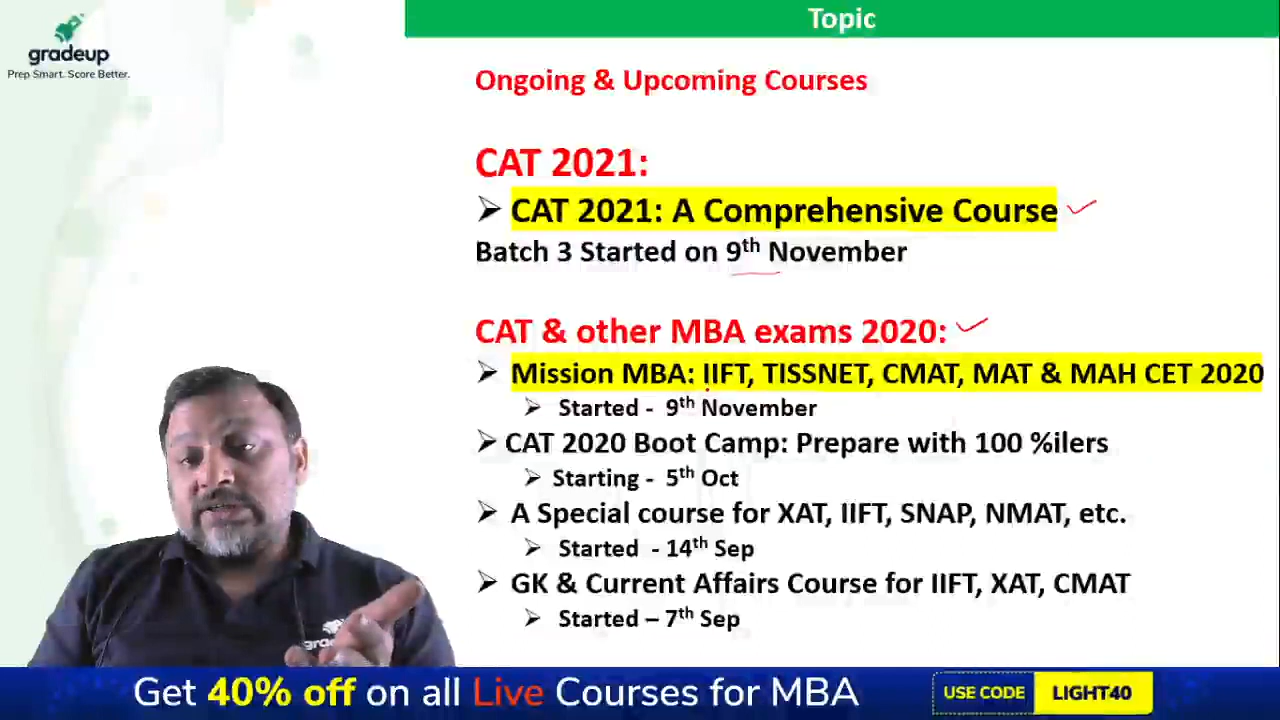 Topic
gradeup
Prep Smart. Score Better.
Ongoing & Upcoming Courses
CAT 2021:
CAT 2021: A Comprehensive Course
Batch 3 Started on 9th November
CAT & other MBA exams 2020:
Mission MBA: IIFT, TISSNET, CMAT, MAT & MAH CET 2020
Started - 9th November
CAT 2020 Boot Camp: Prepare with 100 %ilers
Starting - 5th Oct
A Special course for XAT, IIFT, SNAP, NMAT, etc.
Started - 14th Sep
GK & Current Affairs Course for IIFT, XAT, CMAT
Started – 7th Sep
Get 40% off on all Live Courses for MBA
USE CODE LIGHT40